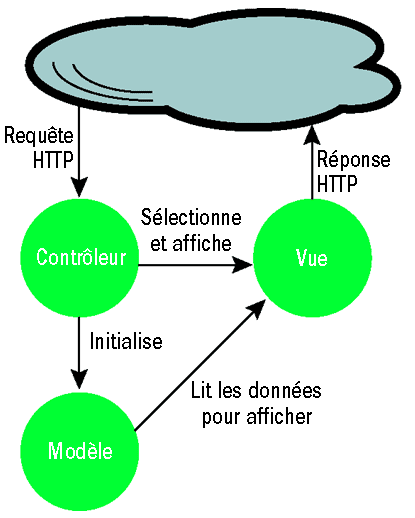 Requête
HTTP
Réponse
HTTP
Sélectionne
et affiche
Contrôleur
Vue
Initialise
Lit les données
pour afficher
Modèle